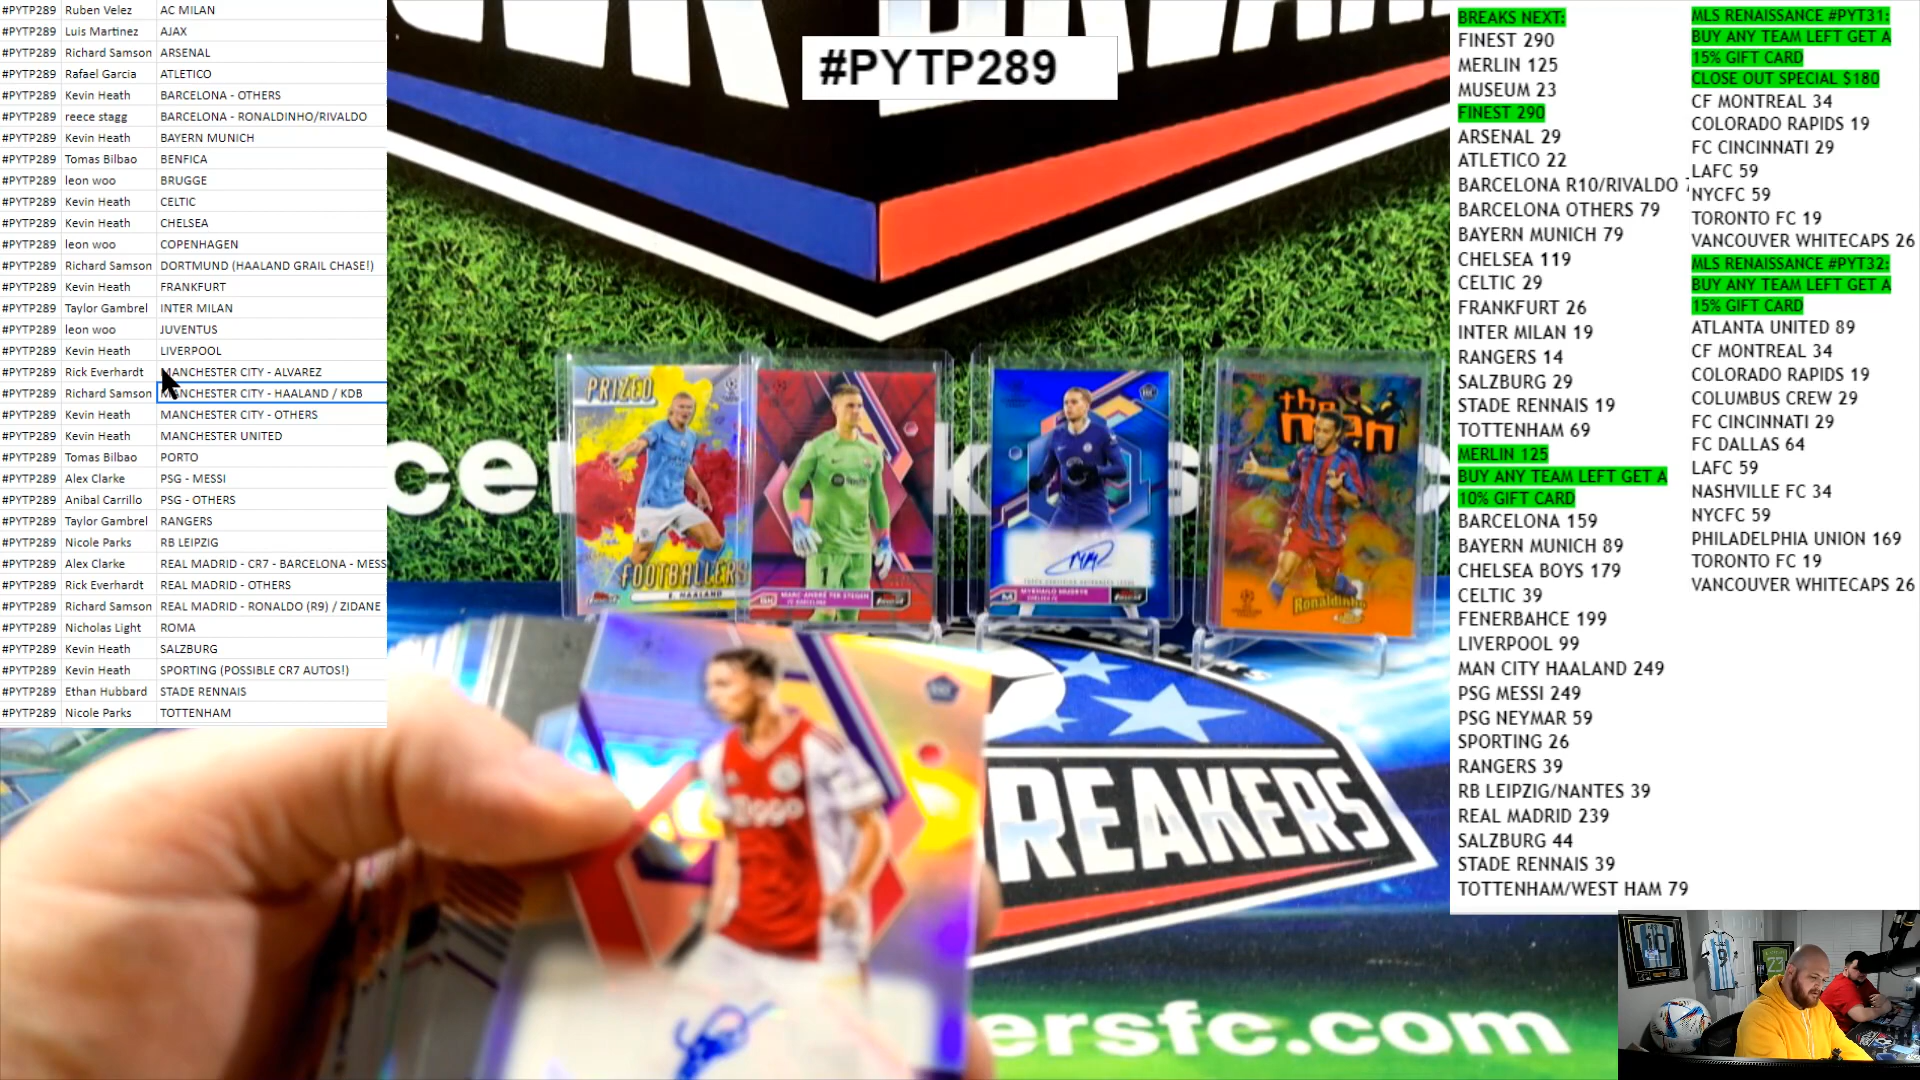 #PYTP289 Ruben Velez AC MILAN
#PYTP289 Luis Martinez AJAX
#PYTP289 Richard Samson ARSENAL
#PYTP289 Rafael Garcia ATLETICO
#PYTP289 Kevin Heath BARCELONA - OTHERS
#PYTP289 reece stagg BARCELONA - RONALDINHO/RIVALDO
#PYTP289 Kevin Heath BAYERN MUNICH
#PYTP289 Tomas Bilbao BENFICA
#PYTP289 leon woo BRUGGE
#PYTP289 Kevin Heath CELTIC
#PYTP289 Kevin Heath CHELSEA
#PYTP289 leon woo COPENHAGEN
#PYTP289 Richard Samson DORTMUND (HAALAND GRAIL CHASE!)
#PYTP289 Kevin Heath FRANKFURT
#PYTP289 Taylor Gambrel INTER MILAN
#PYTP289 leon woo JUVENTUS
#PYTP289 Kevin Heath LIVERPOOL
#PYTP289 Rick Everhardt MANCHESTER CITY - ALVAREZ
#PYTP289 Richard Samson MANCHESTER CITY - HAALAND / KDB
#PYTP289 Kevin Heath MANCHESTER CITY - OTHERS
#PYTP289 Kevin Heath MANCHESTER UNITED
#PYTP289 Tomas Bilbao PORTO
#PYTP289 Alex Clarke PSG - MESSI
#PYTP289 Anibal Carrillo PSG - OTHERS
#PYTP289 Taylor Gambrel RANGERS
#PYTP289 Nicole Parks RB LEIPZIG
#PYTP289 Alex Clarke REAL MADRID - CR7 - BARCELONA - MESS
#PYTP289 Rick Everhardt REAL MADRID - OTHERS
#PYTP289 Richard Samson REAL MADRID - RONALDO (R9) / ZIDANE
#PYTP289 Nicholas Light ROMA
#PYTP289 Kevin Heath SALZBURG
#PYTP289 Kevin Heath SPORTING (POSSIBLE CR7 AUTOS!)
#PYTP289 Ethan Hubbard STADE RENNAIS
#PYTP289 Nicole Parks TOTTENHAM
#PYTP289
PRIZED
FOOTBALLERS
E. HAALAND
MARC-ANDRÉ TER STEGEN
FC BARCELONA
MYKHAILO MUDRYK
CHELSEA FC
the man
Ronaldinho
REAKERS
ersfc.com
BREAKS NEXT:
FINEST 290
MERLIN 125
MUSEUM 23
FINEST 290
ARSENAL 29
ATLETICO 22
BARCELONA R10/RIVALDO
BARCELONA OTHERS 79
BAYERN MUNICH 79
CHELSEA 119
CELTIC 29
FRANKFURT 26
INTER MILAN 19
RANGERS 14
SALZBURG 29
STADE RENNAIS 19
TOTTENHAM 69
MERLIN 125
BUY ANY TEAM LEFT GET A
10% GIFT CARD
BARCELONA 159
BAYERN MUNICH 89
CHELSEA BOYS 179
CELTIC 39
FENERBAHCE 199
LIVERPOOL 99
MAN CITY HAALAND 249
PSG MESSI 249
PSG NEYMAR 59
SPORTING 26
RANGERS 39
RB LEIPZIG/NANTES 39
REAL MADRID 239
SALZBURG 44
STADE RENNAIS 39
TOTTENHAM/WEST HAM 79
MLS RENAISSANCE #PYT31:
BUY ANY TEAM LEFT GET A
15% GIFT CARD
CLOSE OUT SPECIAL $180
CF MONTREAL 34
COLORADO RAPIDS 19
FC CINCINNATI 29
LAFC 59
NYCFC 59
TORONTO FC 19
VANCOUVER WHITECAPS 26
MLS RENAISSANCE #PYT32:
BUY ANY TEAM LEFT GET A
15% GIFT CARD
ATLANTA UNITED 89
CF MONTREAL 34
COLORADO RAPIDS 19
COLUMBUS CREW 29
FC CINCINNATI 29
FC DALLAS 64
LAFC 59
NASHVILLE FC 34
NYCFC 59
PHILADELPHIA UNION 169
TORONTO FC 19
VANCOUVER WHITECAPS 26